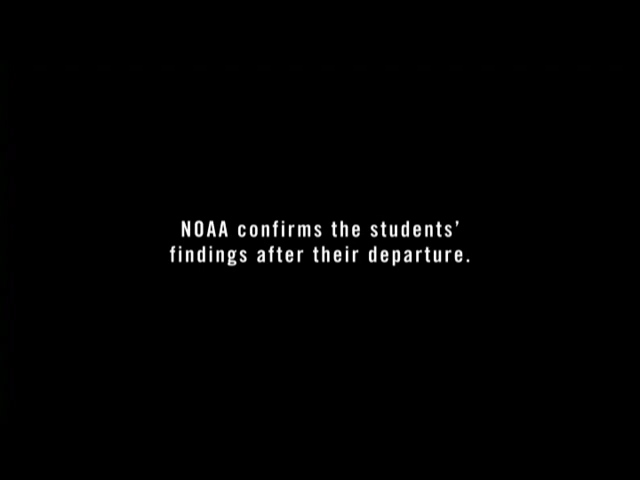 NOAA confirms the students’
findings after their departure.